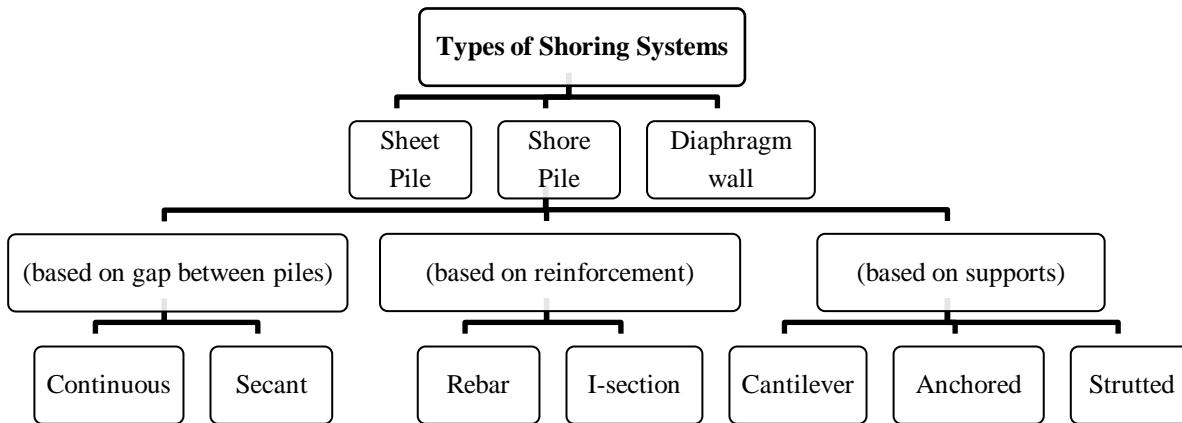 Types of Shoring Systems
Sheet
Pile
Shore
Pile
Diaphragm
wall
(based on gap between piles)
(based on reinforcement)
(based on supports)
Continuous
Secant
Rebar
I-section
Cantilever
Anchored
Strutted